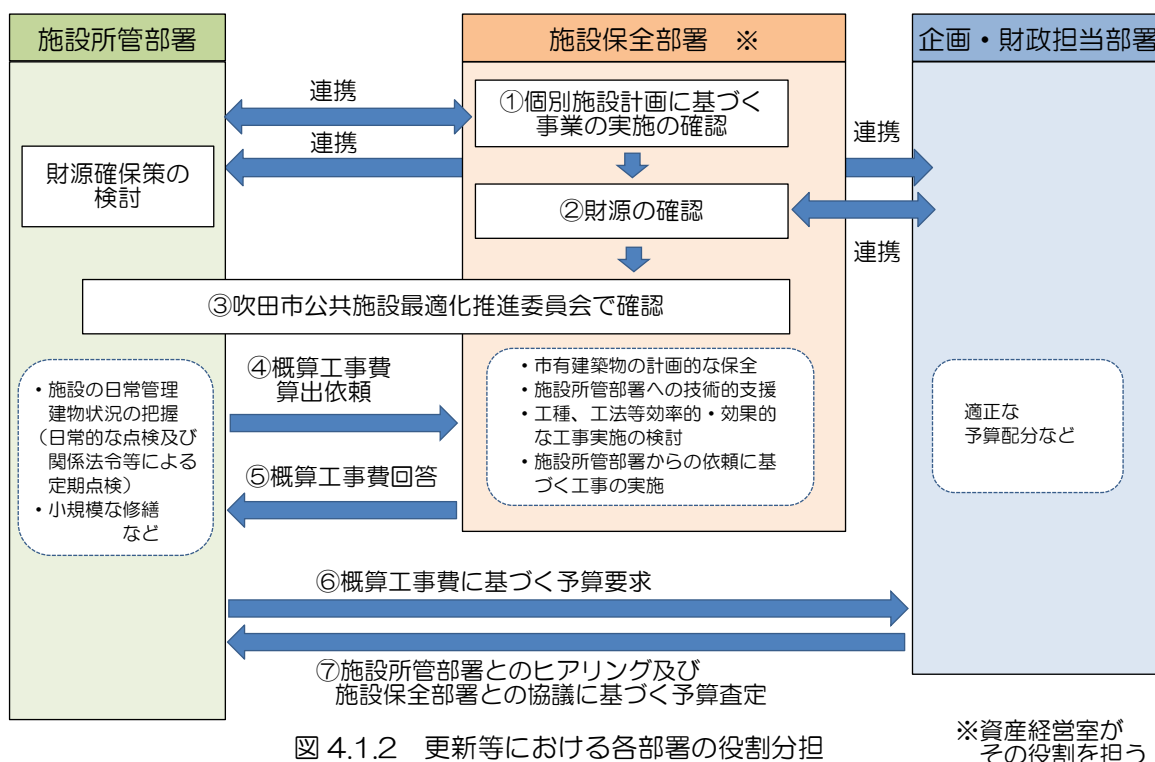 施設所管部署
施設保全部署 ※
企画・財政担当部署
連携
①個別施設計画に基づく
事業の実施の確認
連携
連携
財源確保策の
検討
②財源の確認
連携
③吹田市公共施設最適化推進委員会で確認
・施設の日常管理
建物状況の把握
（日常的な点検及び
関係法令等による
定期点検）
・小規模な修繕
など
④概算工事費
算出依頼
⑤概算工事費回答
・市有建築物の計画的な保全
・施設所管部署への技術的支援
・工種、工法等効率的・効果的
な工事実施の検討
・施設所管部署からの依頼に基
づく工事の実施
適正な
予算配分など
⑥概算工事費に基づく予算要求
⑦施設所管部署とのヒアリング及び
施設保全部署との協議に基づく予算査定
図 4.1.2 更新等における各部署の役割分担
※資産経営室が
その役割を担う